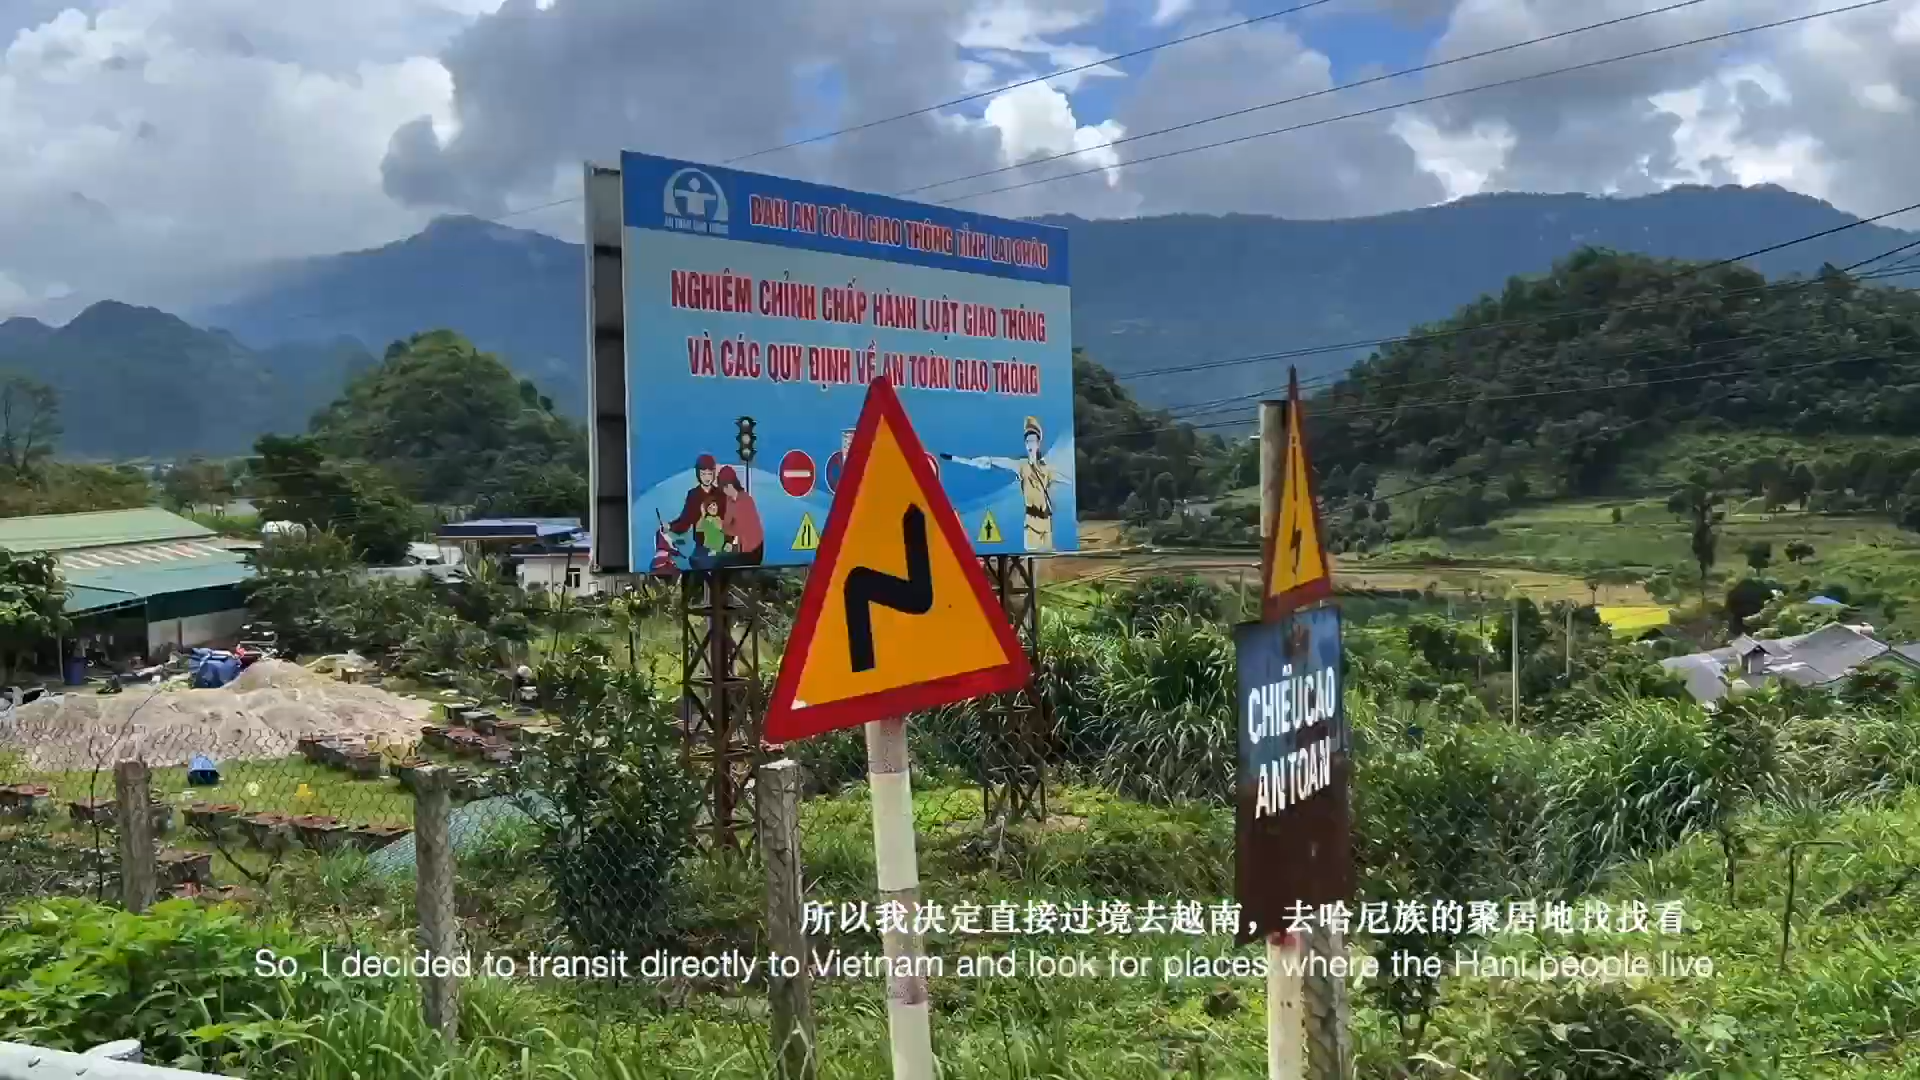 BAN AN TOÀN GIAO THÔNG TỈNH LAI CHÂU
NGHIÊM CHỈNH CHẤP HÀNH LUẬT GIAO THÔNG
VÀ CÁC QUY ĐỊNH VỀ AN TOÀN GIAO THÔNG
CHIỀU CAO
AN TOÀN
所以我决定直接过境去越南，去哈尼族的聚居地找找看。
So, I decided to transit directly to Vietnam and look for places where the Hani people live.